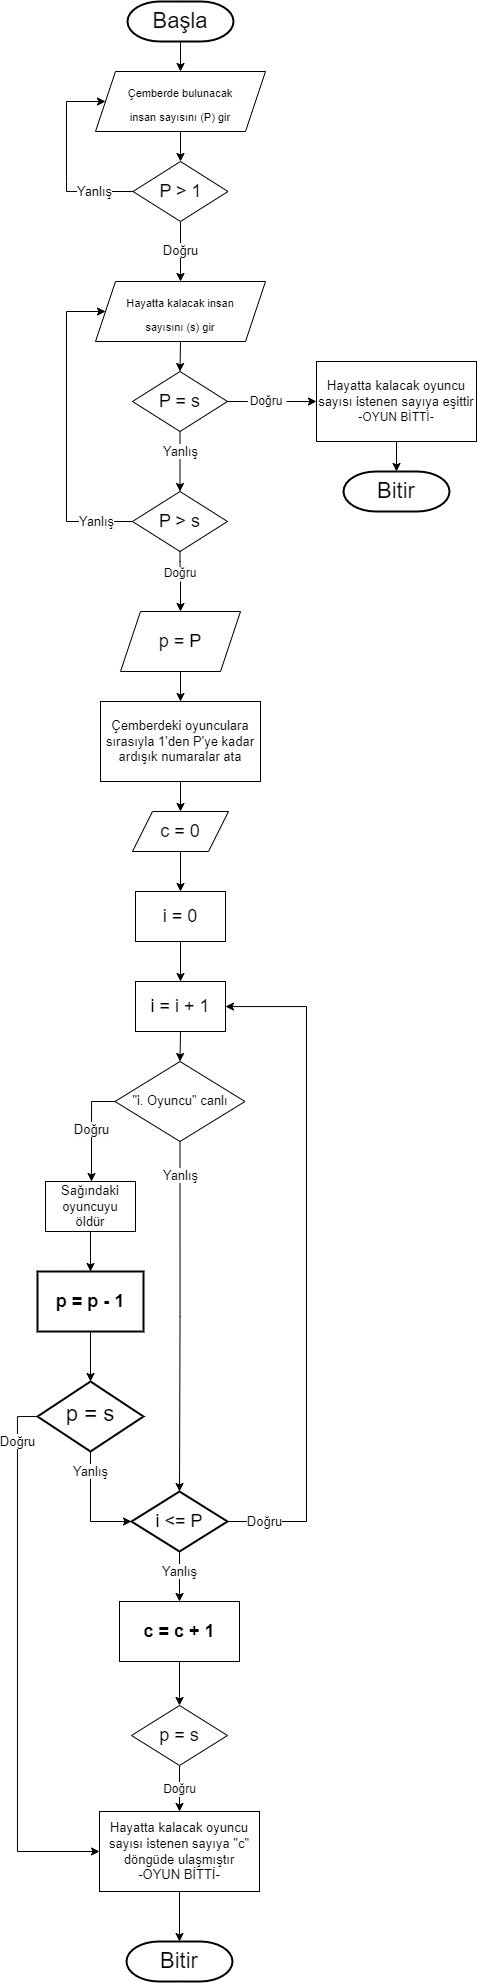 Başla
Çemberde bulunacak
insan sayısını (P) gir
P > 1
Yanlış
Doğru
Hayatta kalacak insan
sayısını (s) gir
P = s
Doğru
Hayatta kalacak oyuncu
sayısı istenen sayıya eşittir
-OYUN BİTTİ-
Bitir
Yanlış
P > s
Yanlış
Doğru
p = P
Çemberdeki oyunculara
sırasıyla 1'den P'ye kadar
ardışık numaralar ata
c = 0
i = 0
i = i + 1
"i. Oyuncu" canlı
Doğru
Yanlış
Sağındaki
oyuncuyu
öldür
p = p - 1
p = s
Doğru
Yanlış
i <= P
Doğru
Yanlış
c = c + 1
p = s
Doğru
Hayatta kalacak oyuncu
sayısı istenen sayıya "c"
döngüde ulaşmıştır
-OYUN BİTTİ-
Bitir